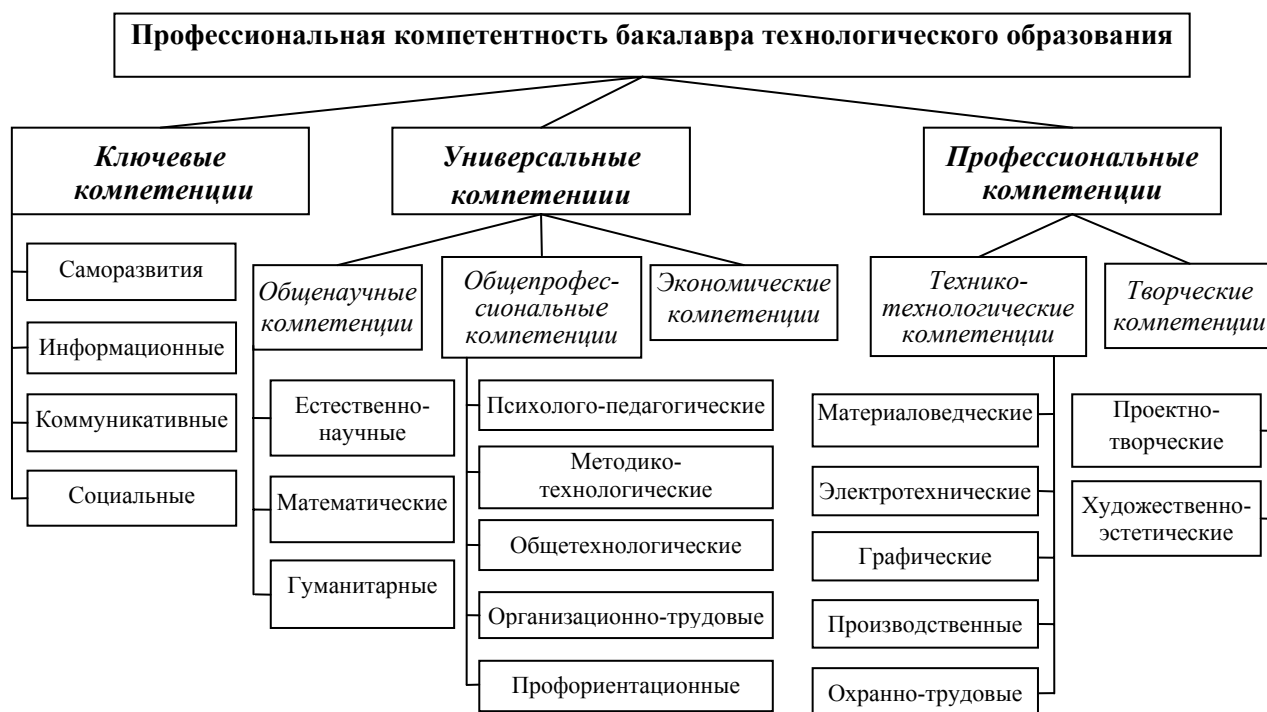 Профессиональная компетентность бакалавра технологического образования
Ключевые
компетенции
Универсальные
компетениии
Профессиональные
компетенции
Саморазвития
Информационные
Коммуникативные
Социальные
Общенаучные
компетенции
Общепрофес-
сиональные
компетенции
Экономические
компетенции
Технико-
технологические
компетенции
Творческие
компетенции
Естественно-
научные
Математические
Гуманитарные
Психолого-педагогические
Методико-
технологические
Общетехнологические
Организационно-трудовые
Профориентационные
Материаловедческие
Электротехнические
Графические
Производственные
Охранно-трудовые
Проектно-
творческие
Художественно-
эстетические